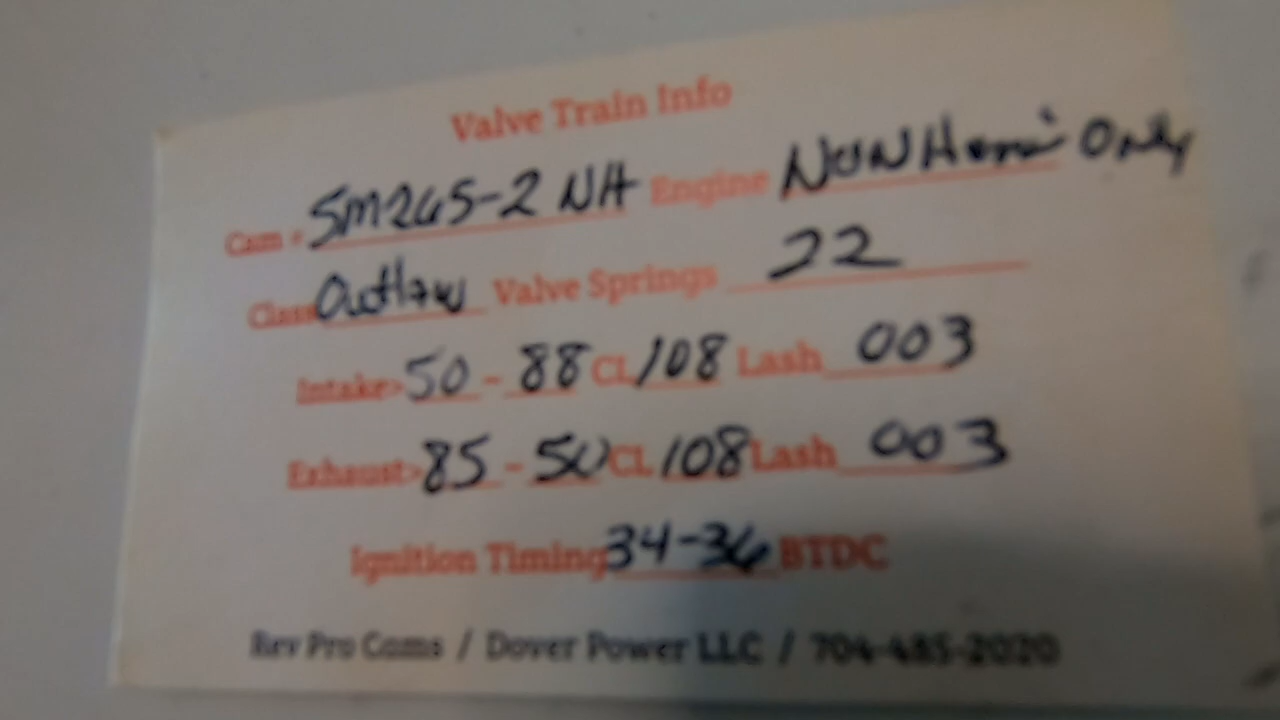 Valve Train Info
Cam # SM265-2 NH Engine NON Hemi Only
Class Outlaw Valve Springs 22
Intake> 50 - 88 CL 108 Lash 003
Exhaust> 85 - 50 CL 108 Lash 003
Ignition Timing 34-36 BTDC
Rev Pro Cams / Dover Power LLC / 704-485-2020